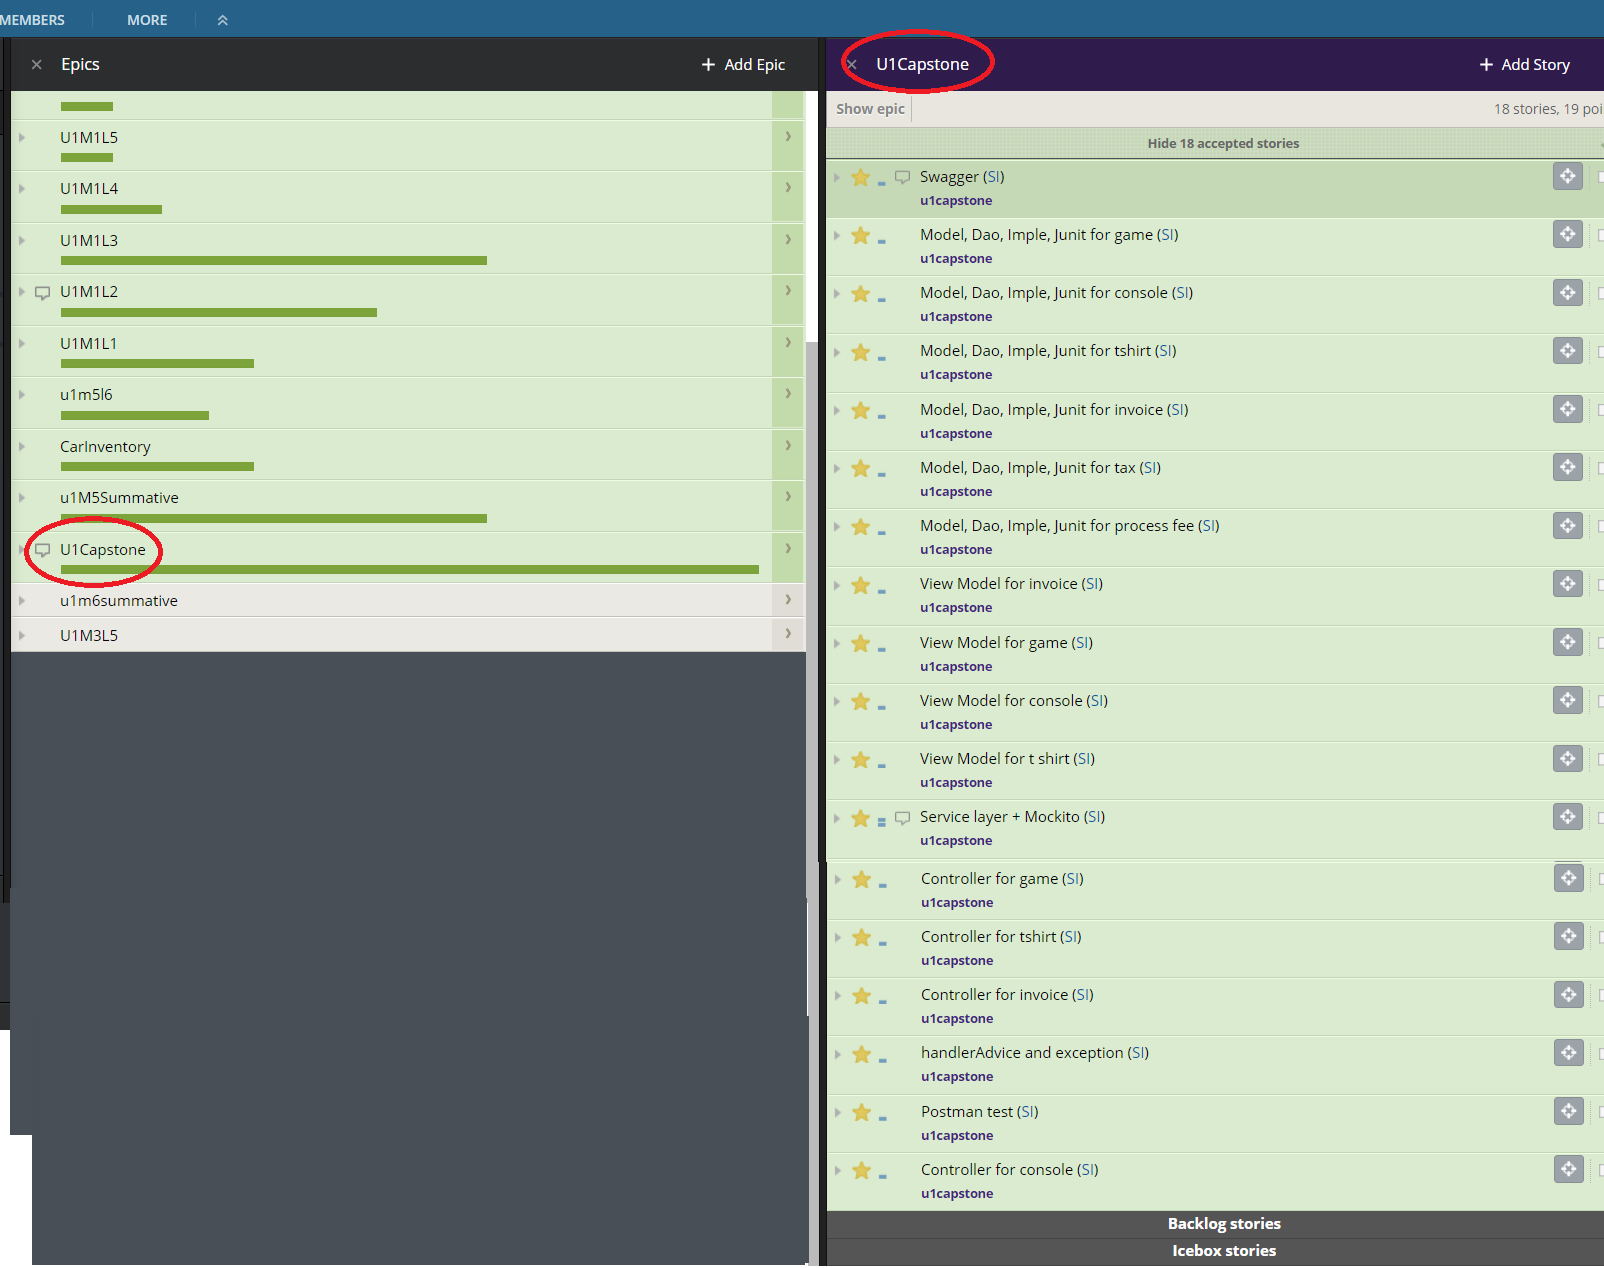 MEMBERS
MORE
Epics
Add Epic
U1M1L5
U1M1L4
U1M1L3
U1M1L2
U1M1L1
u1m5l6
CarInventory
u1M5Summative
U1Capstone
u1m6summative
U1M3L5
U1Capstone
Add Story
Show epic
18 stories, 19 poi
Hide 18 accepted stories
Swagger (SI)
u1capstone
Model, Dao, Imple, Junit for game (SI)
u1capstone
Model, Dao, Imple, Junit for console (SI)
u1capstone
Model, Dao, Imple, Junit for tshirt (SI)
u1capstone
Model, Dao, Imple, Junit for invoice (SI)
u1capstone
Model, Dao, Imple, Junit for tax (SI)
u1capstone
Model, Dao, Imple, Junit for process fee (SI)
u1capstone
View Model for invoice (SI)
u1capstone
View Model for game (SI)
u1capstone
View Model for console (SI)
u1capstone
View Model for t shirt (SI)
u1capstone
Service layer + Mockito (SI)
u1capstone
Controller for game (SI)
u1capstone
Controller for tshirt (SI)
u1capstone
Controller for invoice (SI)
u1capstone
handlerAdvice and exception (SI)
u1capstone
Postman test (SI)
u1capstone
Controller for console (SI)
u1capstone
Backlog stories
Icebox stories